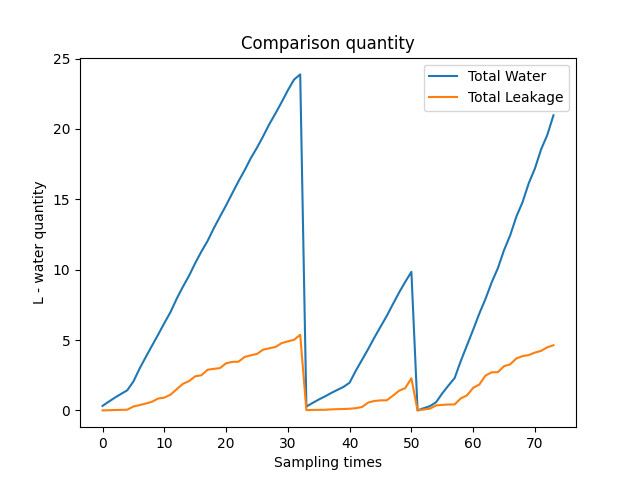 Comparison quantity
Total Water
Total Leakage
25
20
15
10
5
0
L - water quantity
0 10 20 30 40 50 60 70
Sampling times